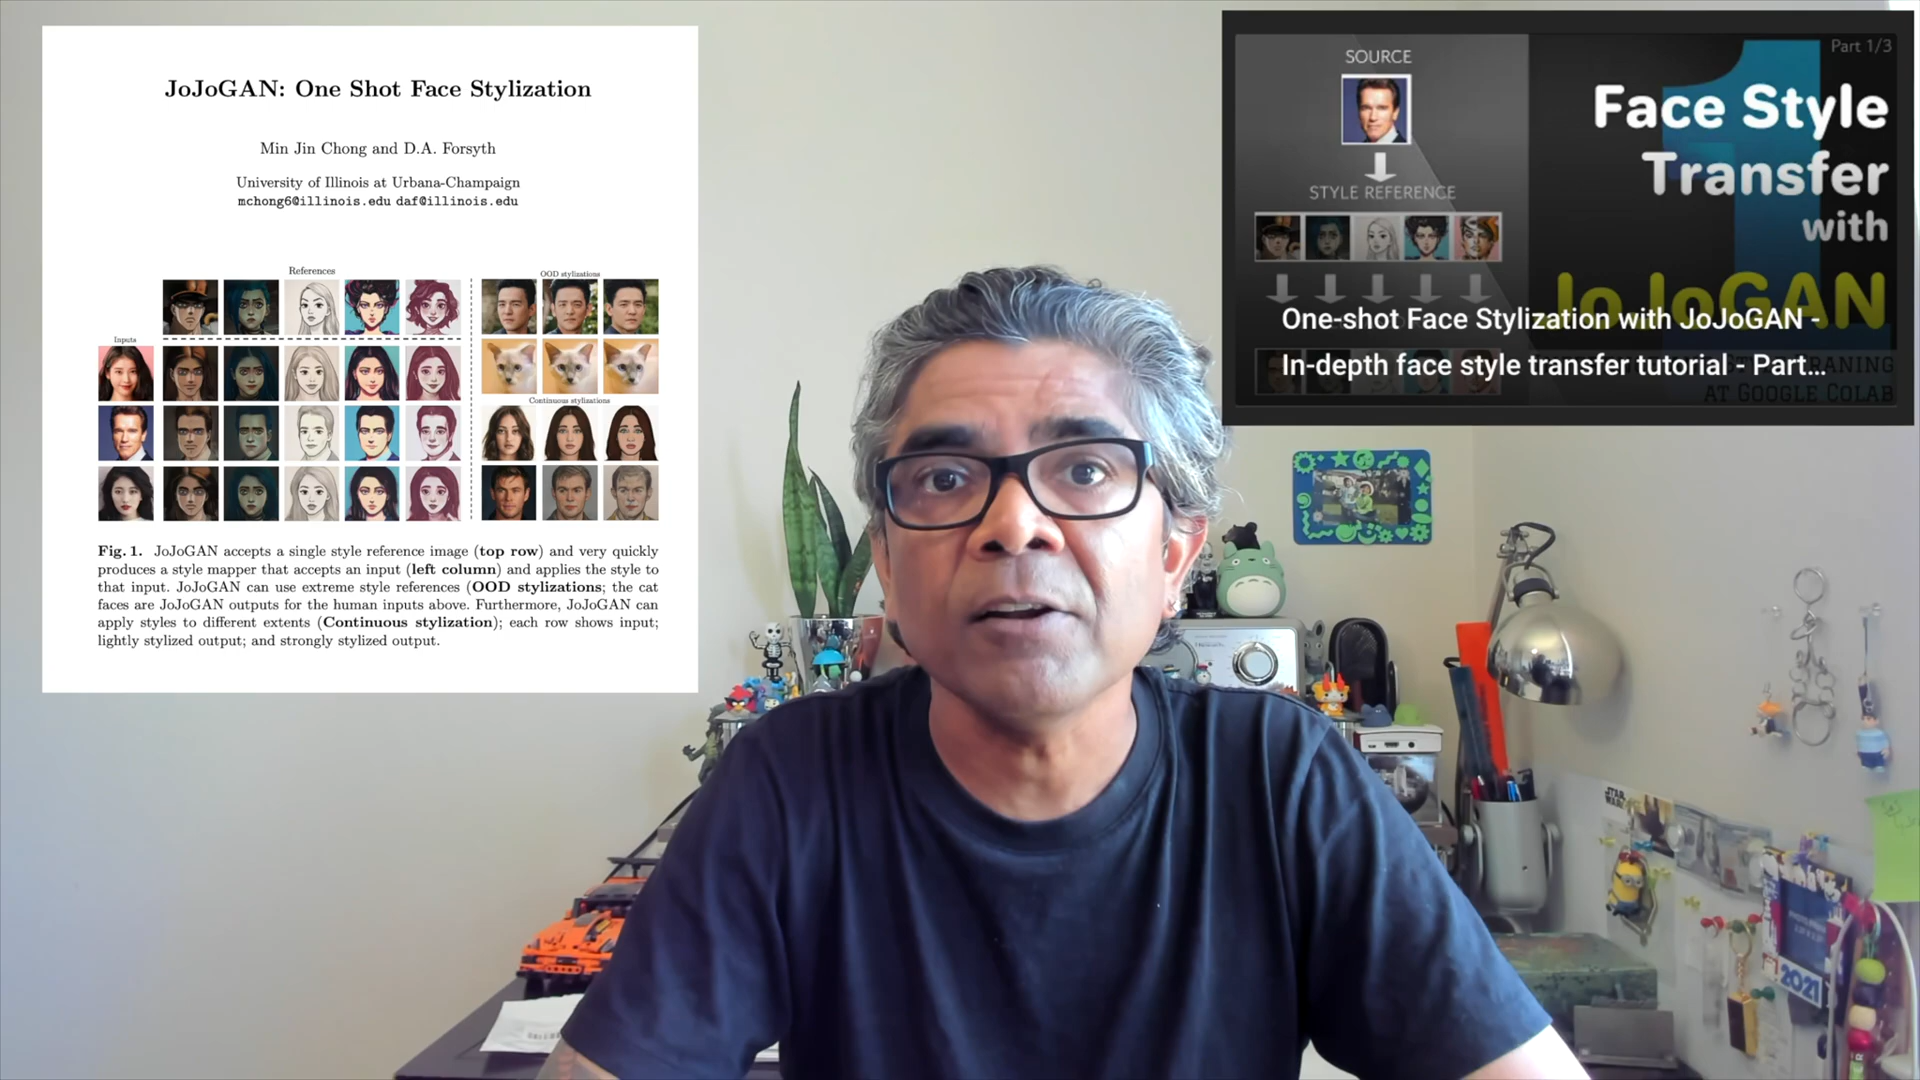 JoJoGAN: One Shot Face Stylization
Min Jin Chong and D.A. Forsyth
University of Illinois at Urbana-Champaign
mchong6@illinois.edu daf@illinois.edu
References
OOD stylizations
Inputs
Continuous stylizations
Fig. 1. JoJoGAN accepts a single style reference image (top row) and very quickly
produces a style mapper that accepts an input (left column) and applies the style to
that input. JoJoGAN can use extreme style references (OOD stylizations; the cat
faces are JoJoGAN outputs for the human inputs above. Furthermore, JoJoGAN can
apply styles to different extents (Continuous stylization); each row shows input;
lightly stylized output; and strongly stylized output.
Part 1/3
SOURCE
STYLE REFERENCE
Face Style
Transfer
with
JoJoGAN
One-shot Face Stylization with JoJoGAN -
In-depth face style transfer tutorial - Part...
AT GOOGLE COLAB
STAR
WARS
2021